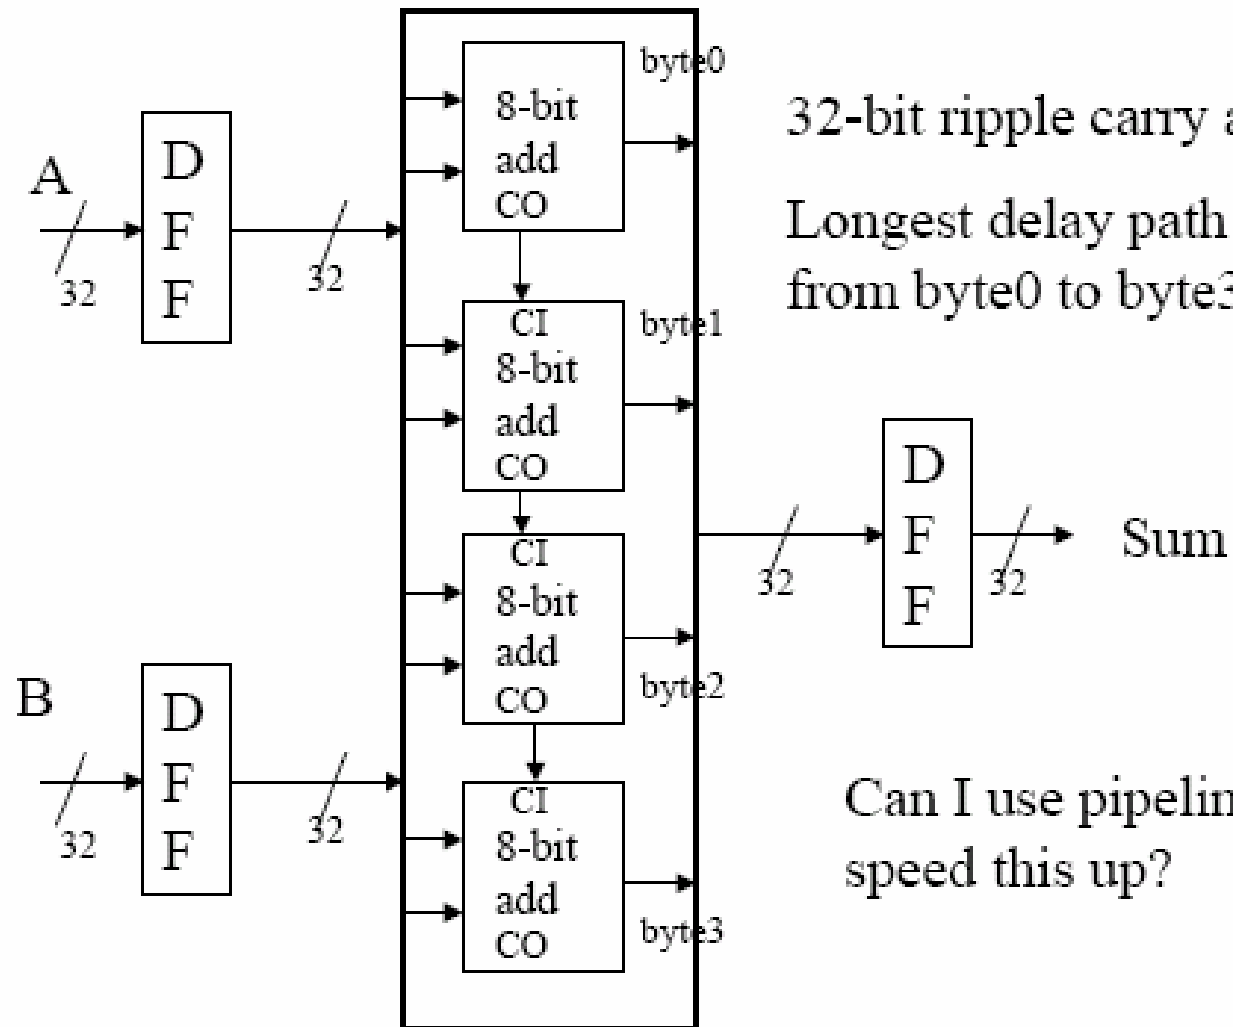 A
32
D
F
F
32
B
32
D
F
F
32
byte0
8-bit
add
CO
byte1
CI
8-bit
add
CO
CI
8-bit
add
CO
byte2
CI
8-bit
add
CO
byte3
32-bit ripple carry a
Longest delay path
from byte0 to byte3
32
D
F
F
32
Sum
Can I use pipelin
speed this up?